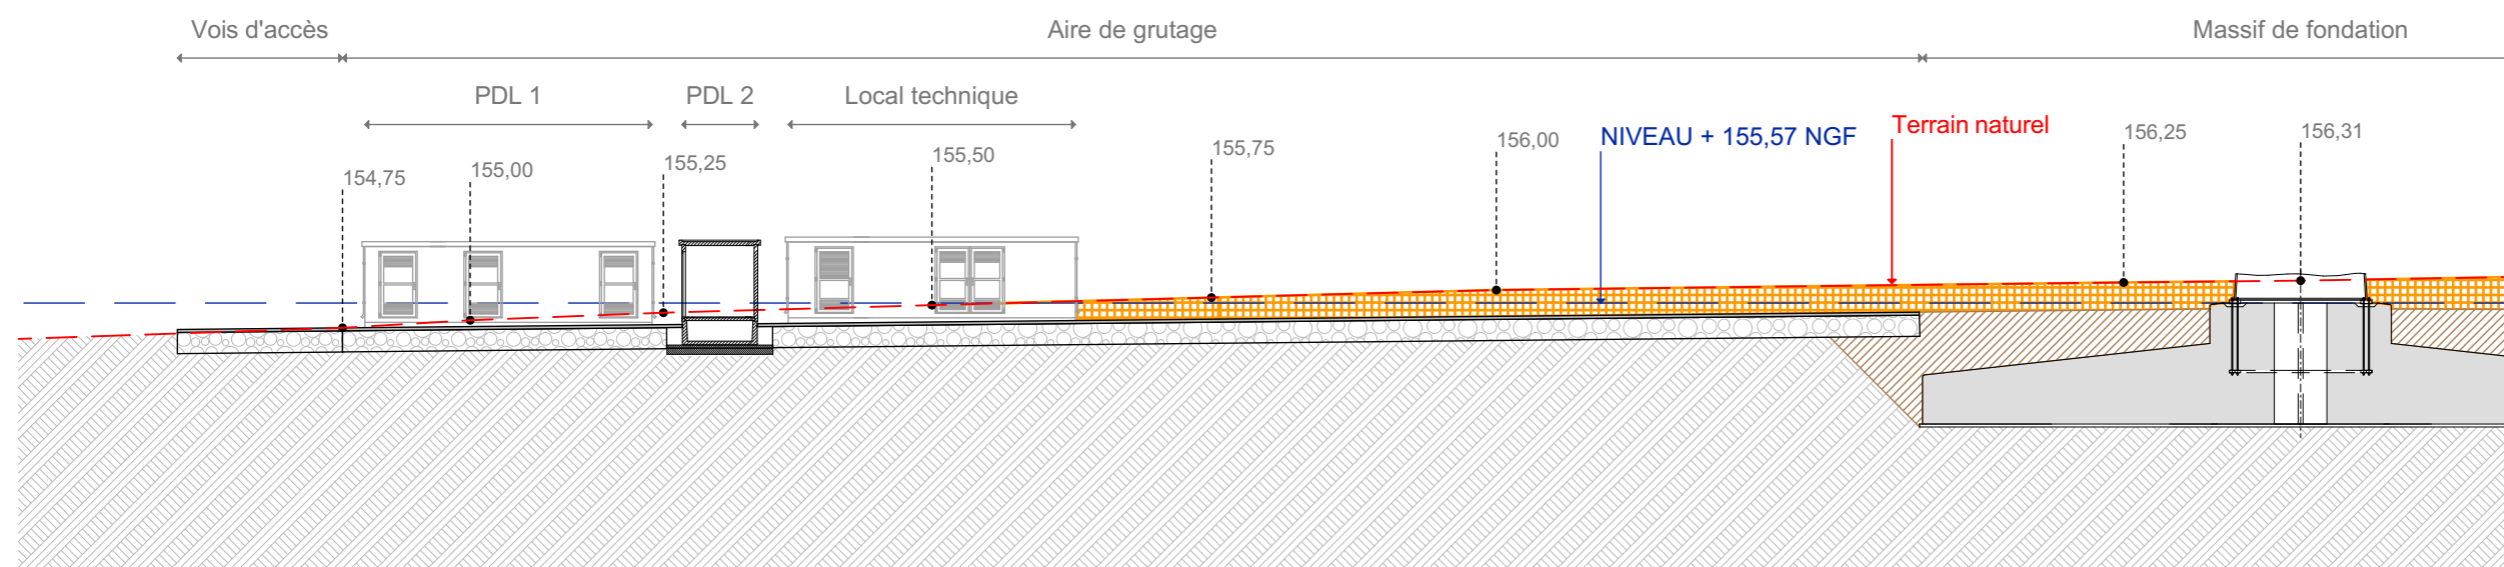 Vois d'accès
Aire de grutage
Massif de fondation
PDL 1
PDL 2
Local technique
NIVEAU + 155,57 NGF
Terrain naturel
154,75
155,00
155,25
155,50
155,75
156,00
156,25
156,31